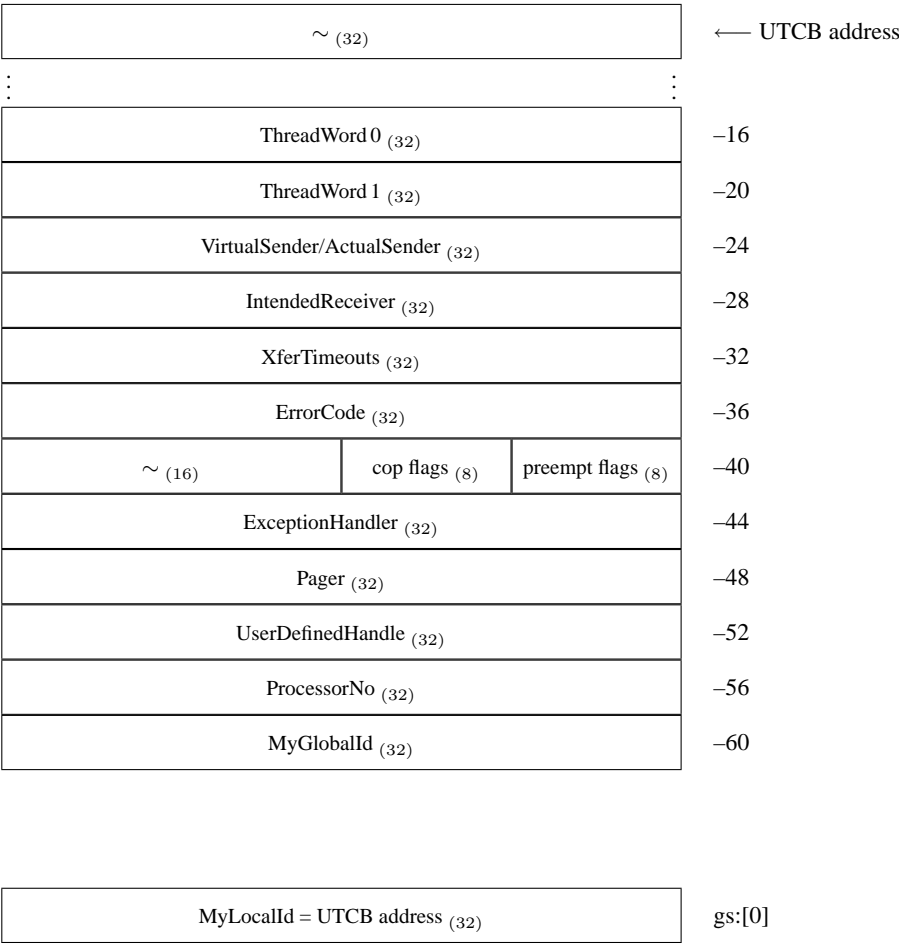 ∼ (32) ←— UTCB address
⋮ ⋮
ThreadWord 0 (32) –16
ThreadWord 1 (32) –20
VirtualSender/ActualSender (32) –24
IntendedReceiver (32) –28
XferTimeouts (32) –32
ErrorCode (32) –36
∼ (16) cop flags (8) preempt flags (8) –40
ExceptionHandler (32) –44
Pager (32) –48
UserDefinedHandle (32) –52
ProcessorNo (32) –56
MyGlobalId (32) –60
MyLocalId = UTCB address (32) gs:[0]